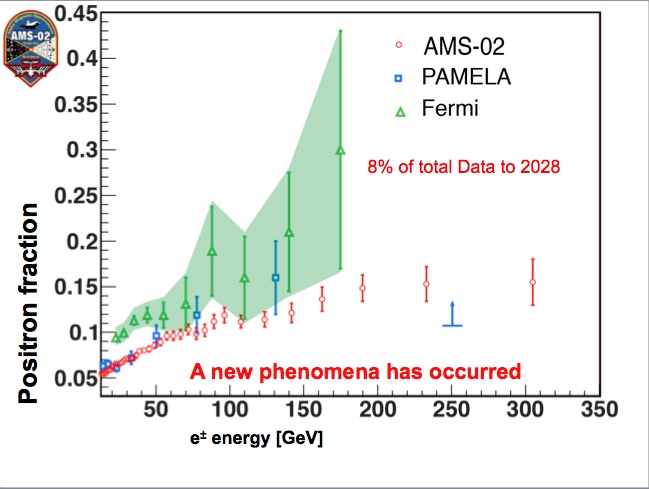 AMS-02
0.45
0.4
0.35
0.3
0.25
0.2
0.15
0.1
0.05
Positron fraction
AMS-02
PAMELA
Fermi
8% of total Data to 2028
A new phenomena has occurred
50 100 150 200 250 300 350
e± energy [GeV]